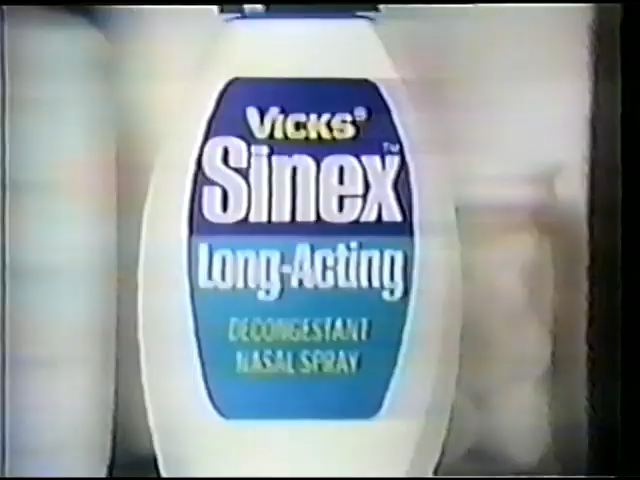 VICKS®
Sinex™
Long-Acting
DECONGESTANT
NASAL SPRAY